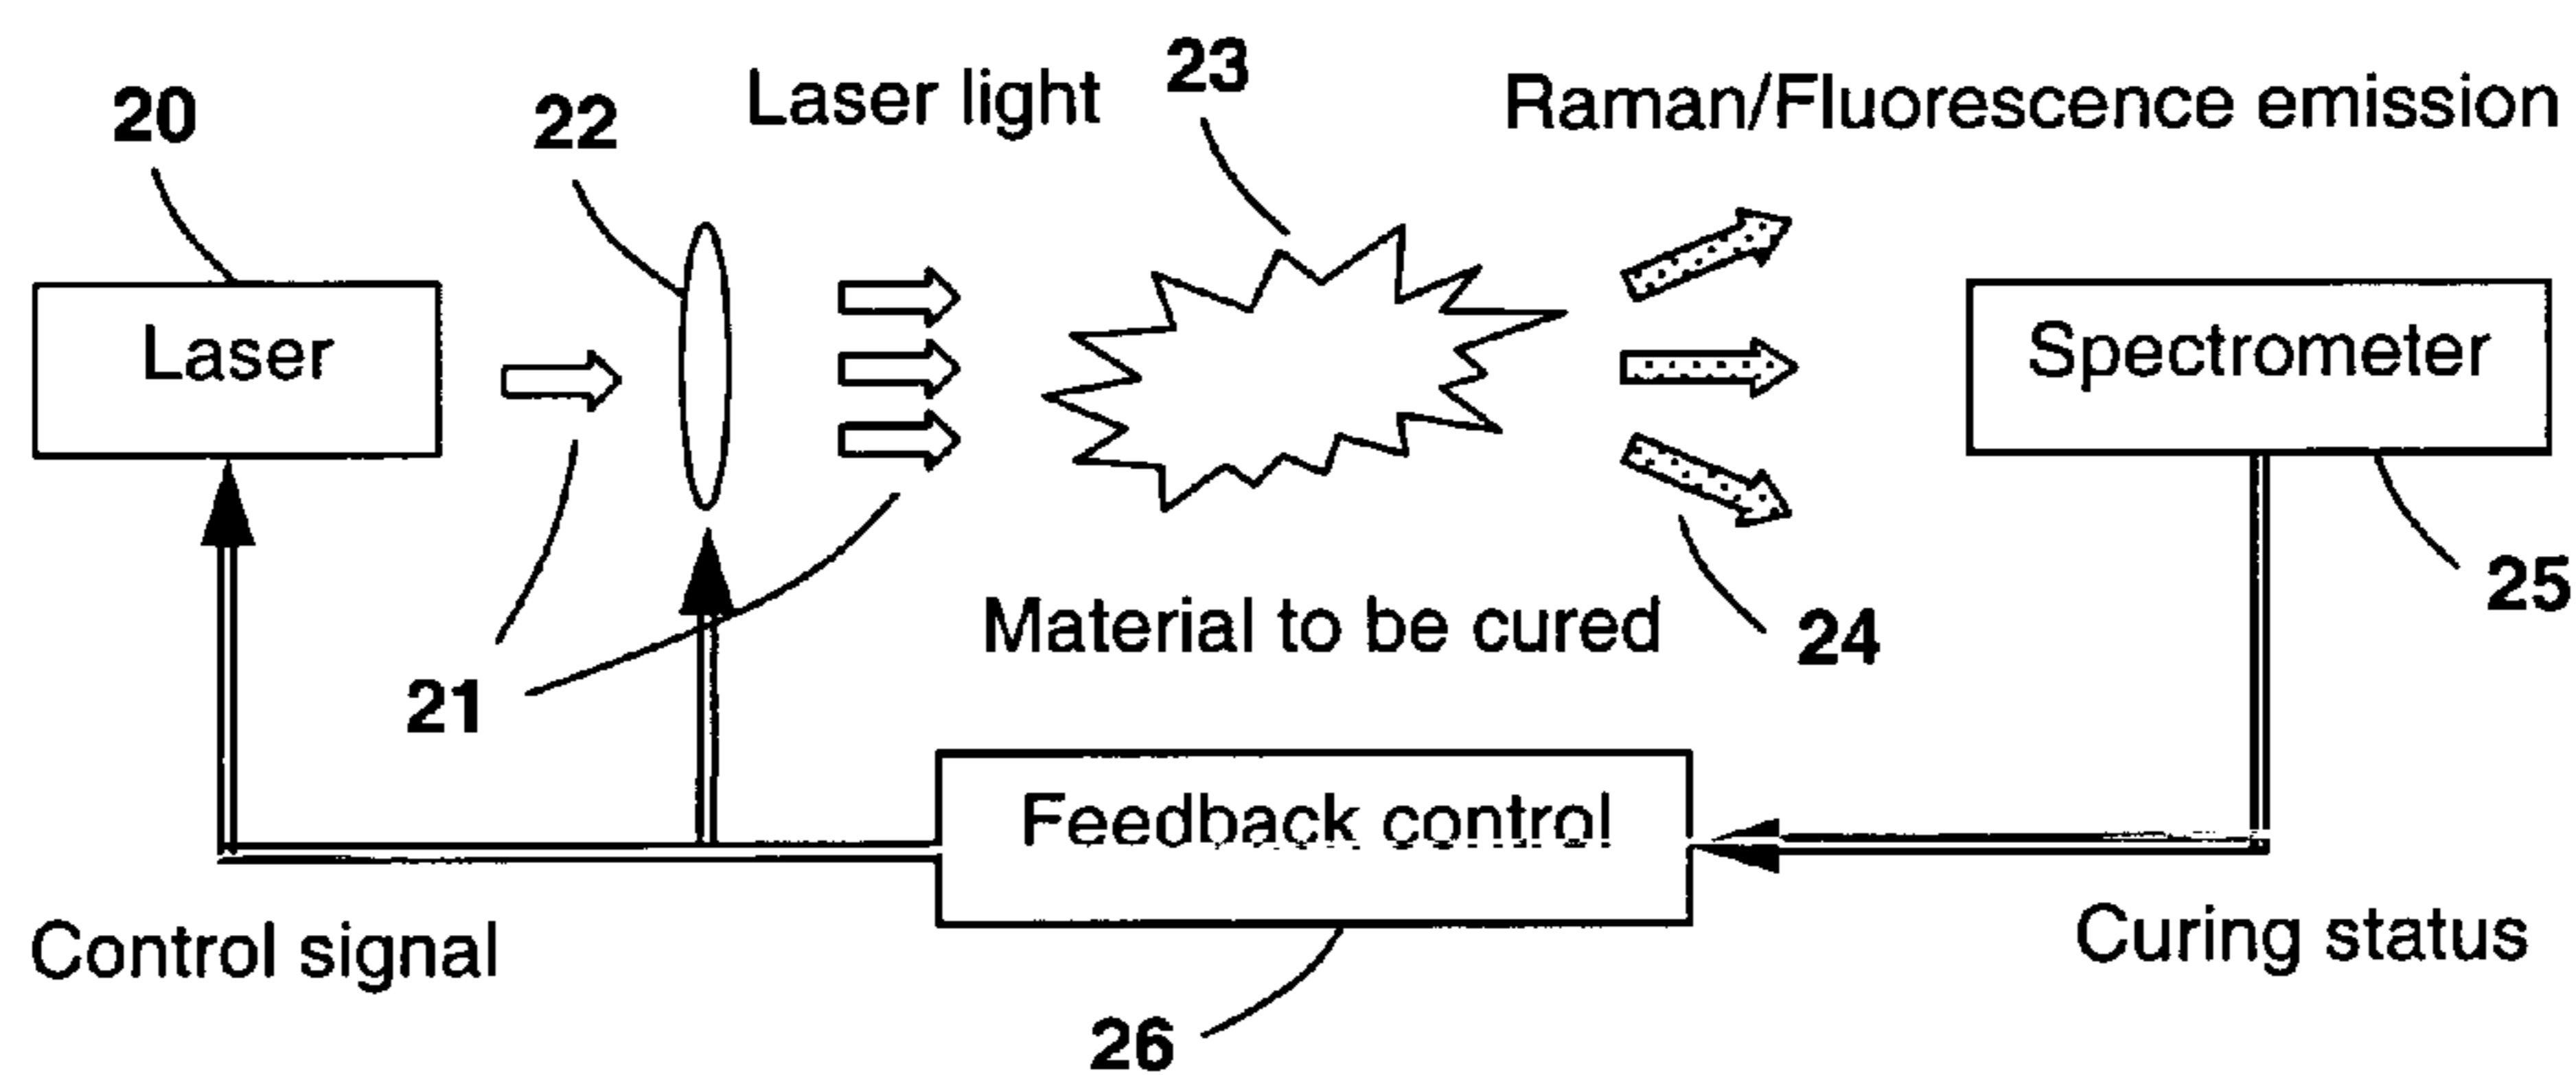 20
22
Laser light
23
Raman/Fluorescence emission
Laser
Spectrometer
21
Material to be cured
24
25
Feedback control
Control signal
Curing status
26